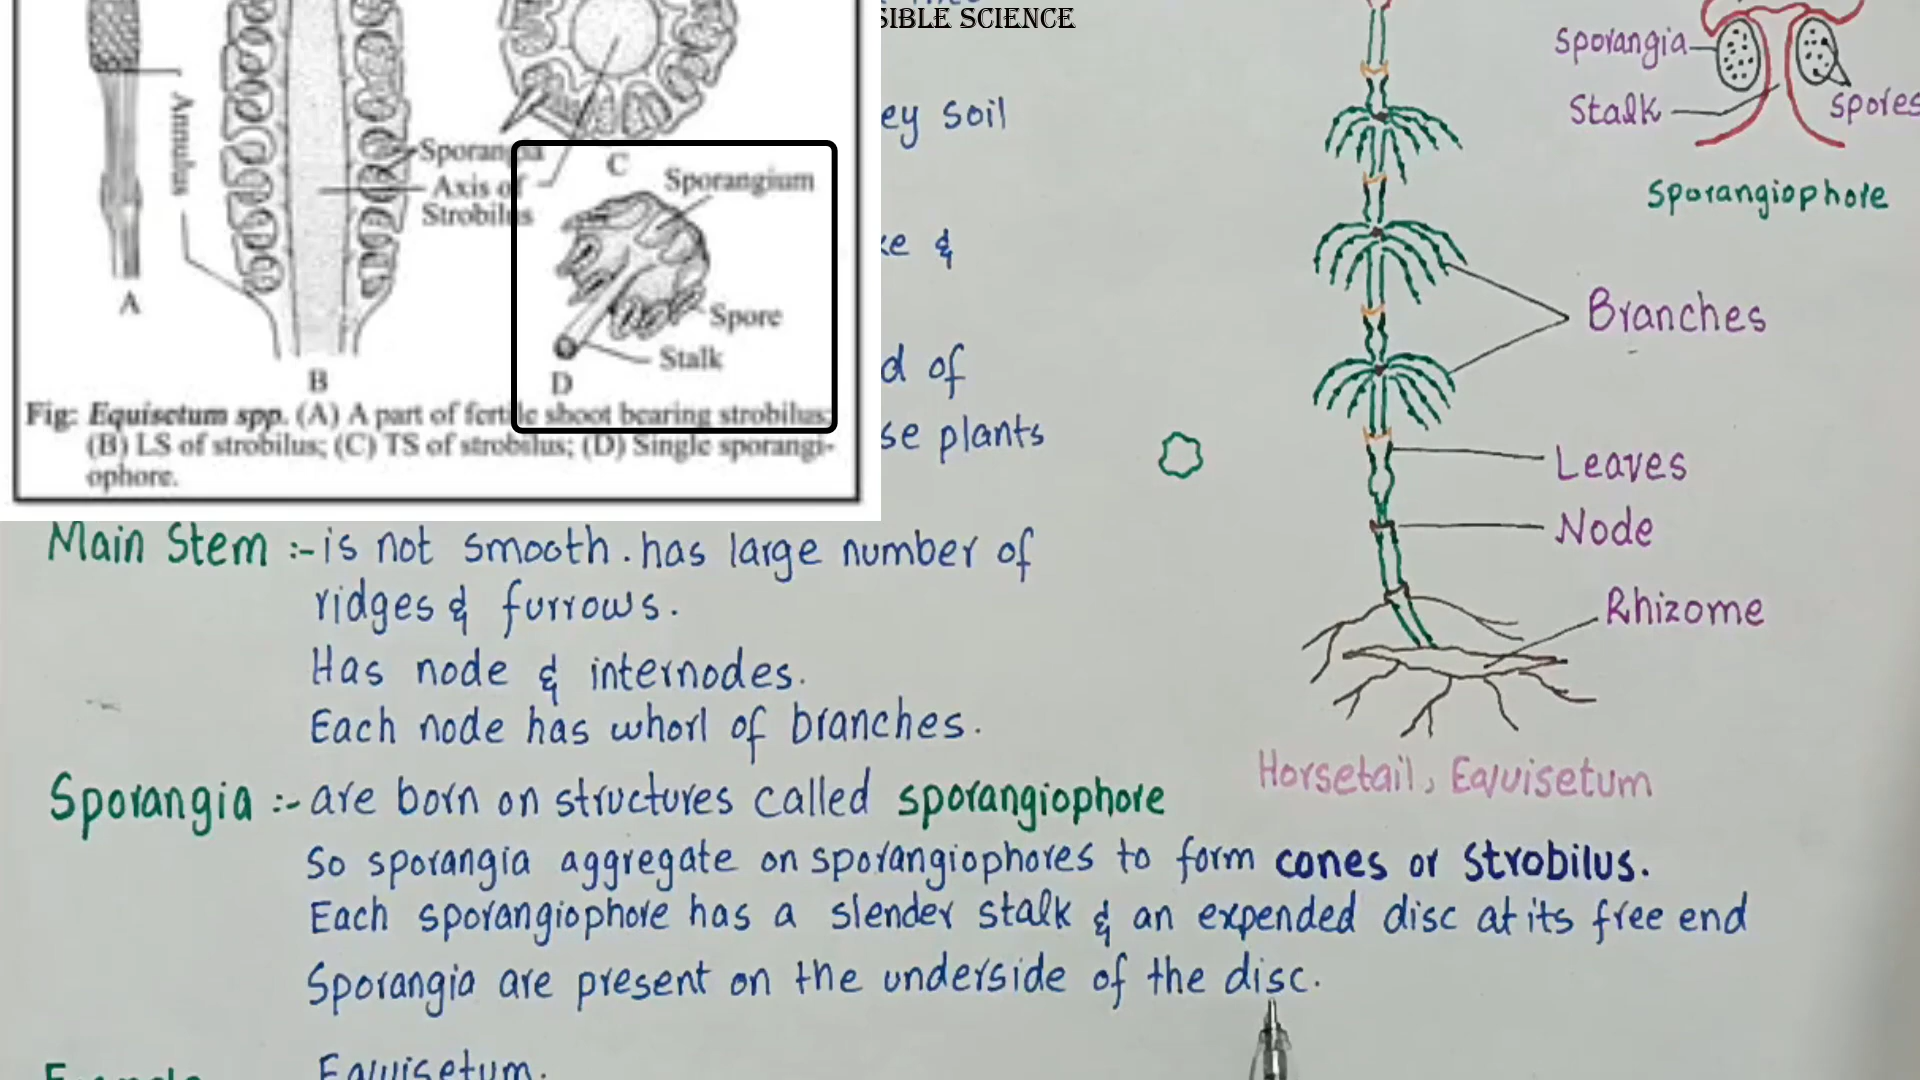 SIBLE SCIENCE
Annulus
Sporangia
Axis of
Strobilus
A
B
C
Sporangium
Spore
Stalk
D
Fig: Equisetum spp. (A) A part of fertile shoot bearing strobilus;
(B) LS of strobilus; (C) TS of strobilus; (D) Single sporangi-
ophore.
ey soil
&
d of
se plants
Main Stem :- is not smooth. has large number of
ridges & furrows.
Has node & internodes.
Each node has whorl of branches.
Sporangia :- are born on structures called sporangiophore
So sporangia aggregate on sporangiophores to form cones or Strobilus.
Each sporangiophore has a slender stalk & an expended disc at its free end
Sporangia are present on the underside of the disc.
Equisetum.
Sporangia
Stalk
Spores
Sporangiophore
Branches
Leaves
Node
Rhizome
Horsetail, Equisetum